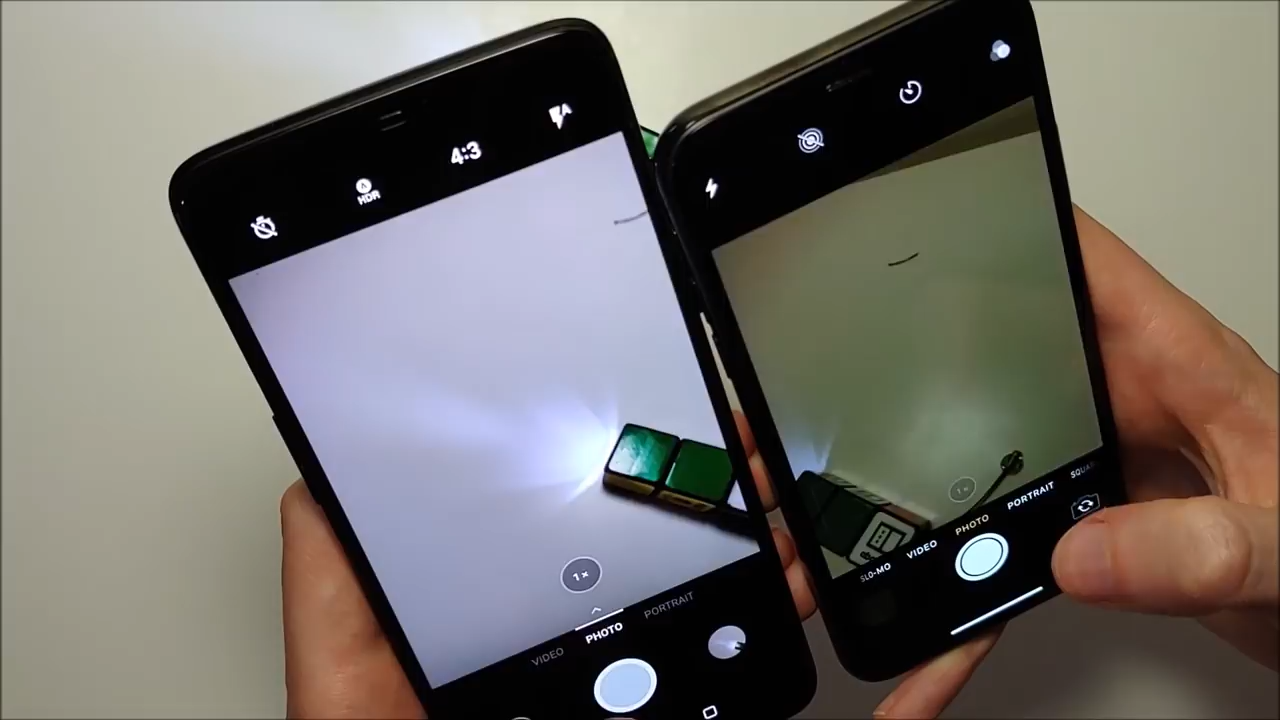 4:3
A
A
HDR
1×
VIDEO
PHOTO
PORTRAIT
1×
SLO-MO
VIDEO
PHOTO
PORTRAIT